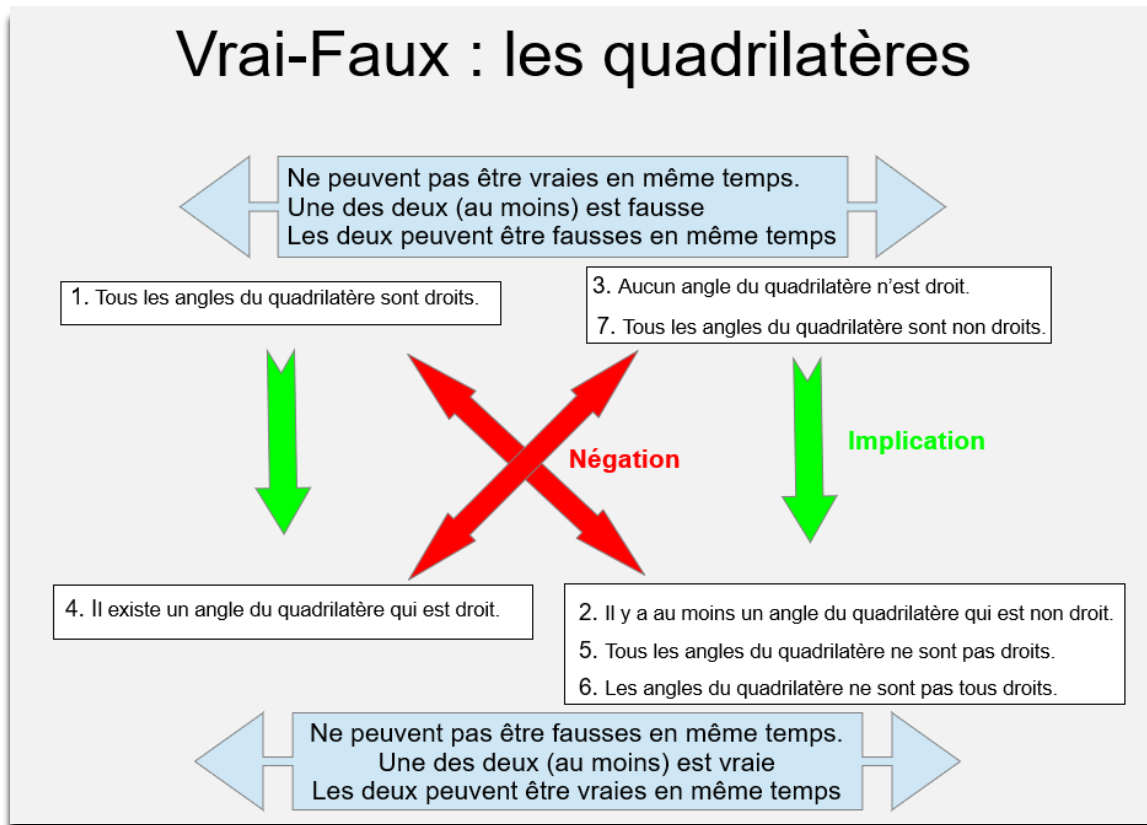 Vrai-Faux : les quadrilatères
Ne peuvent pas être vraies en même temps.
Une des deux (au moins) est fausse
Les deux peuvent être fausses en même temps
1. Tous les angles du quadrilatère sont droits.
3. Aucun angle du quadrilatère n'est droit.
7. Tous les angles du quadrilatère sont non droits.
Négation
Implication
4. Il existe un angle du quadrilatère qui est droit.
2. Il y a au moins un angle du quadrilatère qui est non droit.
5. Tous les angles du quadrilatère ne sont pas droits.
6. Les angles du quadrilatère ne sont pas tous droits.
Ne peuvent pas être fausses en même temps.
Une des deux (au moins) est vraie
Les deux peuvent être vraies en même temps